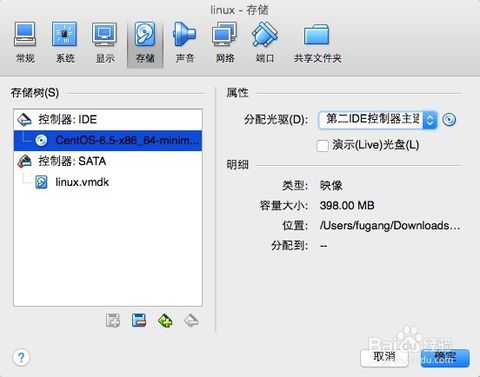 linux - 存储
常规 系统 显示 存储 声音 网络 端口 共享文件夹
存储树(S)
控制器: IDE
CentOS-6.5-x86_64-minim...
控制器: SATA
linux.vmdk
属性
分配光驱(D): 第二IDE控制器主通
演示(Live)光盘(L)
明细
类型: 映像
容量大小: 398.00 MB
位置: /Users/fugang/Downloads...
分配到: --
?
取消 确定
Baidu 经验